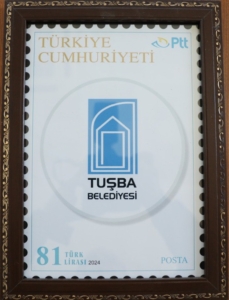 TÜRKİYE
CUMHURİYETİ
Ptt
TUŞBA
BELEDİYESİ
81 TÜRK
LİRASI 2024
POSTA